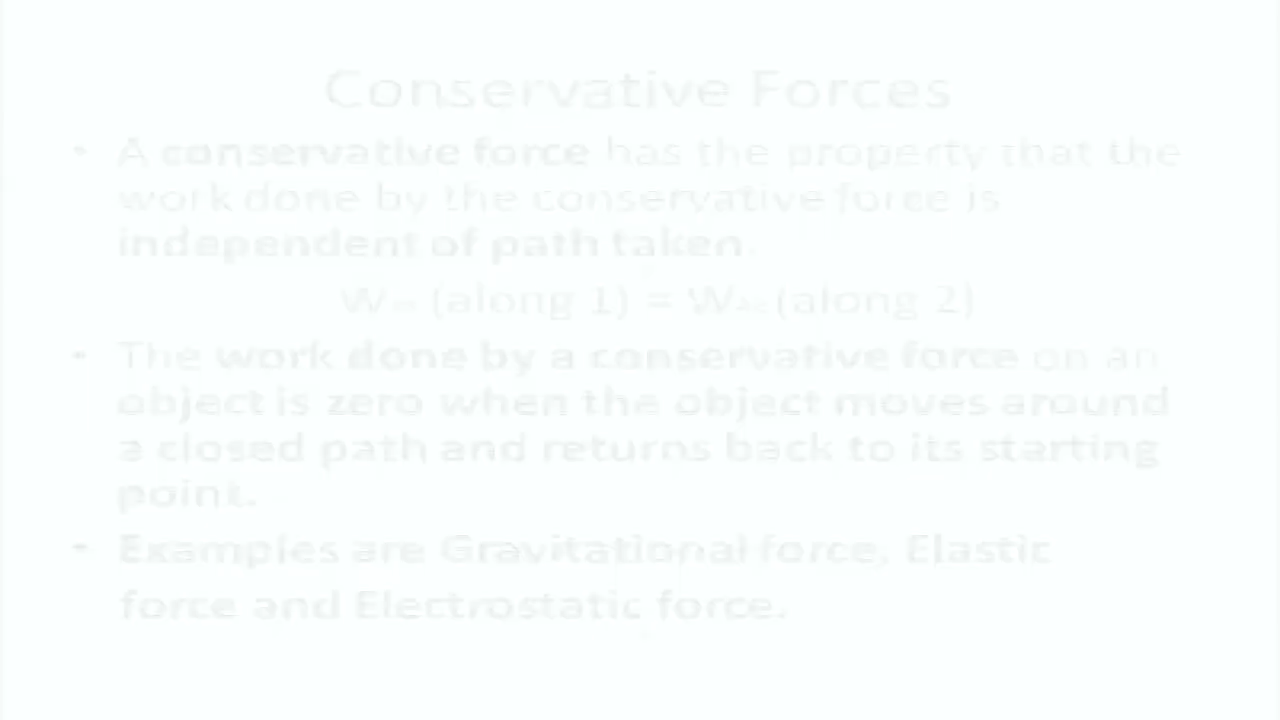 Conservative Forces
• A conservative force has the property that the
work done by the conservative force is
independent of path taken.
(along 1) = (along 2)
• The work done by a conservative force on an
object is zero when the object moves around
a closed path and returns back to its starting
point.
• Examples are Gravitational force, Elastic
force and Electrostatic force.